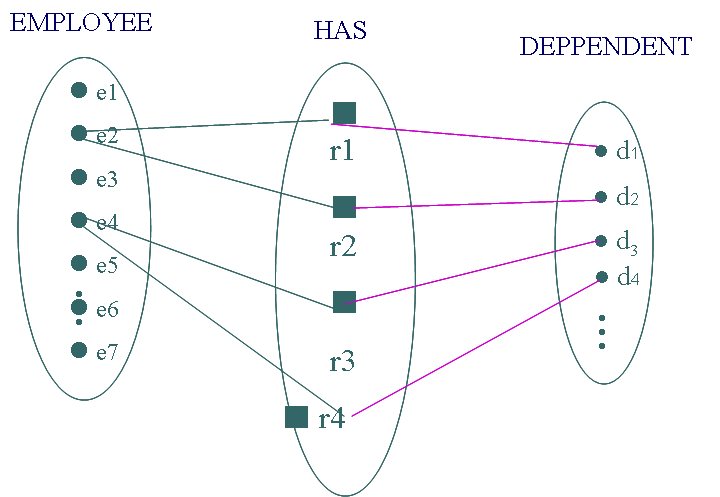 EMPLOYEE
HAS
DEPPENDENT
e1
e2
e3
e4
e5
e6
e7
r1
r2
r3
r4
d1
d2
d3
d4